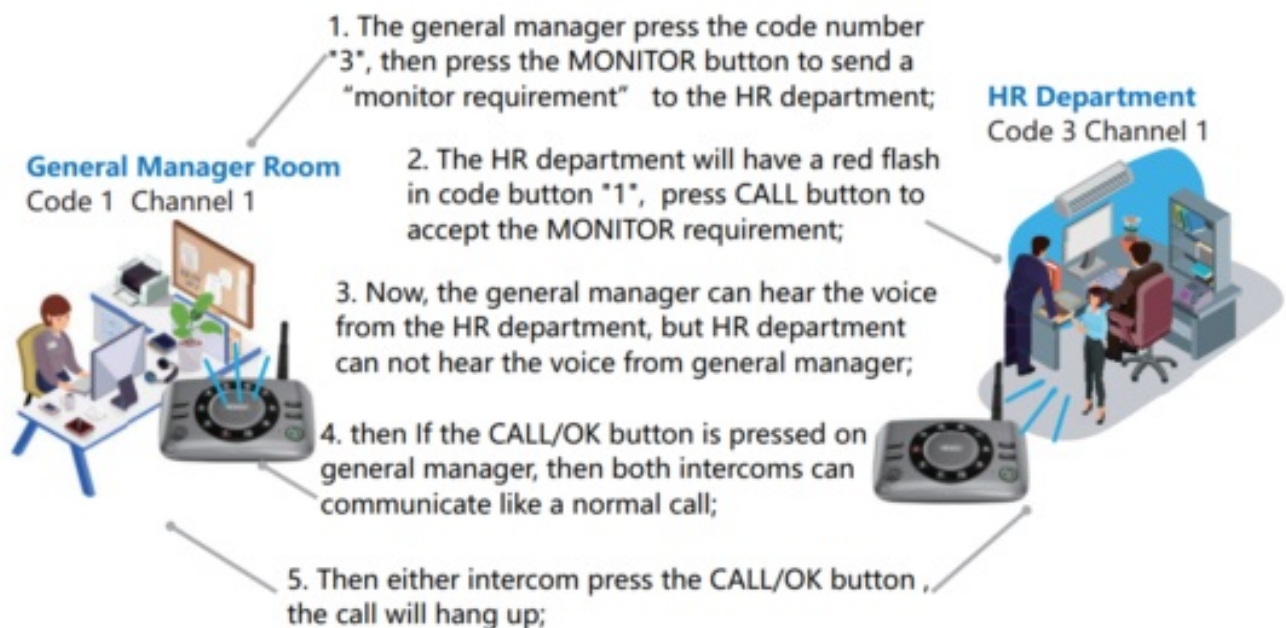 1. The general manager press the code number
"3", then press the MONITOR button to send a
“monitor requirement” to the HR department;
HR Department
Code 3 Channel 1
General Manager Room
Code 1 Channel 1
2. The HR department will have a red flash
in code button "1", press CALL button to
accept the MONITOR requirement;
3. Now, the general manager can hear the voice
from the HR department, but HR department
can not hear the voice from general manager;
4. then If the CALL/OK button is pressed on
general manager, then both intercoms can
communicate like a normal call;
5. Then either intercom press the CALL/OK button ,
the call will hang up;